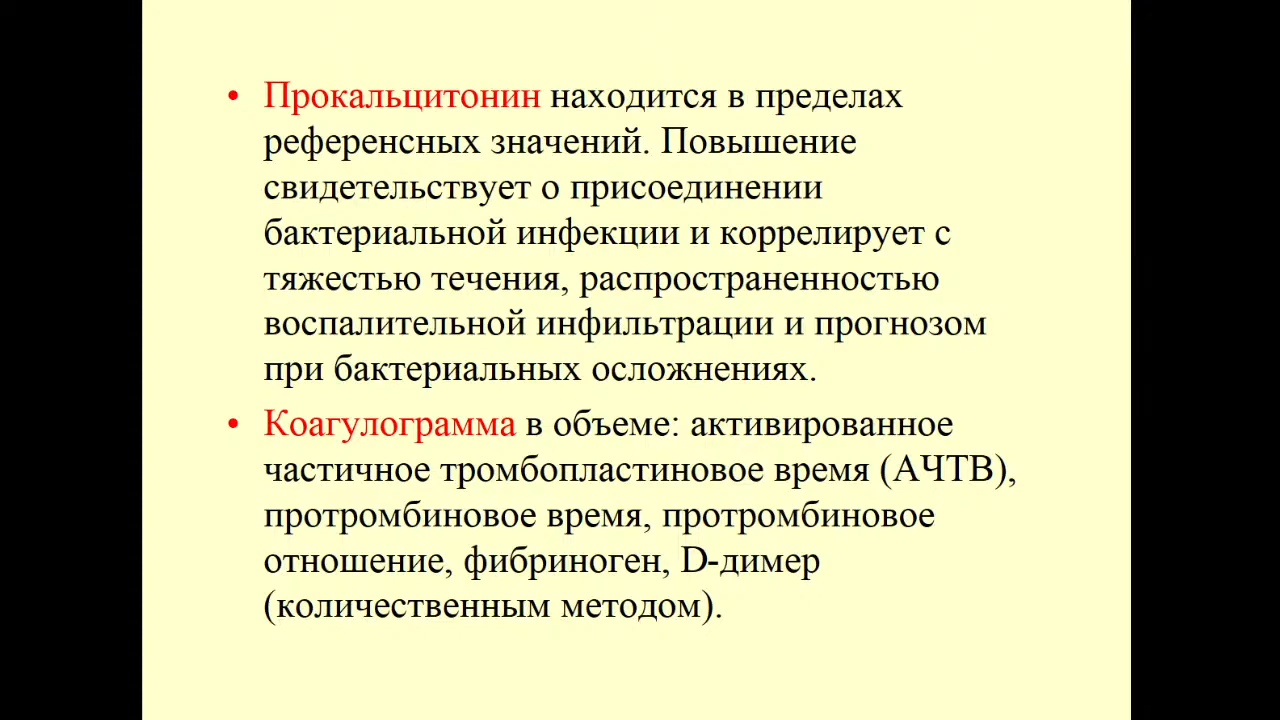 • Прокальцитонин находится в пределах
референсных значений. Повышение
свидетельствует о присоединении
бактериальной инфекции и коррелирует с
тяжестью течения, распространенностью
воспалительной инфильтрации и прогнозом
при бактериальных осложнениях.
• Коагулограмма в объеме: активированное
частичное тромбопластиновое время (АЧТВ),
протромбиновое время, протромбиновое
отношение, фибриноген, D-димер
(количественным методом).